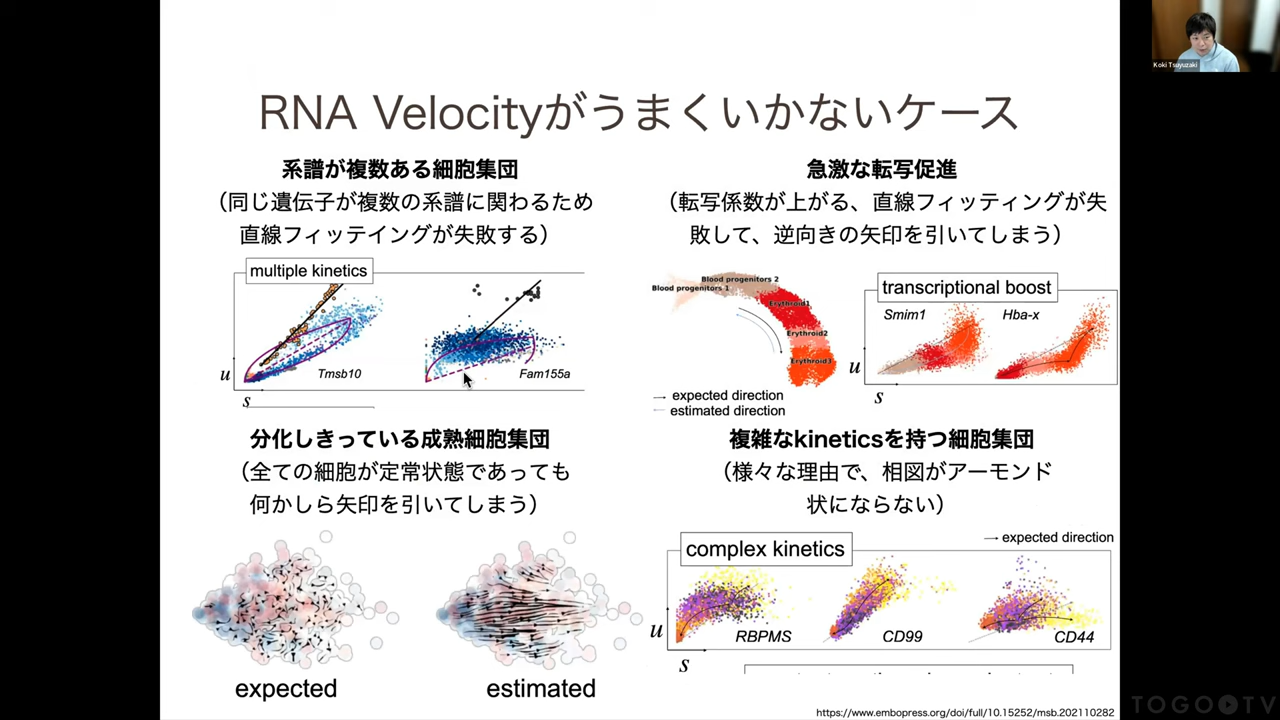 Koki Tsuyuzaki
RNA Velocityがうまくいかないケース
系譜が複数ある細胞集団
（同じ遺伝子が複数の系譜に関わるため
直線フィッテイングが失敗する）
multiple kinetics
u
s
Tmsb10
Fam155a
急激な転写促進
（転写係数が上がる、直線フィッティングが失
敗して、逆向きの矢印を引いてしまう）
Blood progenitors 2
Blood progenitors 1
Erythroid1
Erythroid2
Erythroid3
expected direction
estimated direction
transcriptional boost
Smim1
Hba-x
u
s
分化しきっている成熟細胞集団
（全ての細胞が定常状態であっても
何かしら矢印を引いてしまう）
expected
estimated
複雑なkineticsを持つ細胞集団
（様々な理由で、相図がアーモンド
状にならない）
expected direction
complex kinetics
u
s
RBPMS
CD99
CD44
https://www.embopress.org/doi/full/10.15252/msb.202110282
TOGOTV